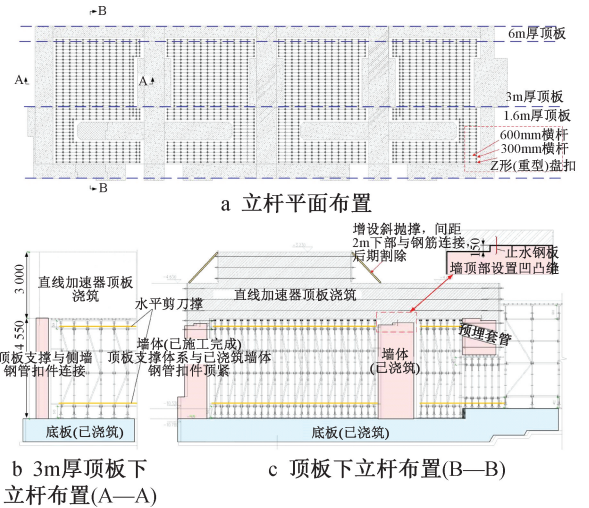 B
6m厚顶板
A
A
3m厚顶板
1.6m厚顶板
600mm横杆
300mm横杆
Z形(重型)盘扣
B
a 立杆平面布置
增设斜抛撑，间距
2m下部与钢筋连接，
后期割除
150
止水钢板
墙顶部设置凹凸缝
3 000
直线加速器顶板
浇筑
水平剪刀撑
直线加速器顶板浇筑
4 550
顶板支撑与侧墙
钢管扣件连接
墙体(已施工完成)
顶板支撑体系与已浇筑墙体
钢管扣件顶紧
墙体
(已浇筑)
预埋套管
底板(已浇筑)
底板(已浇筑)
b 3m厚顶板下
立杆布置(A—A)
c 顶板下立杆布置(B—B)